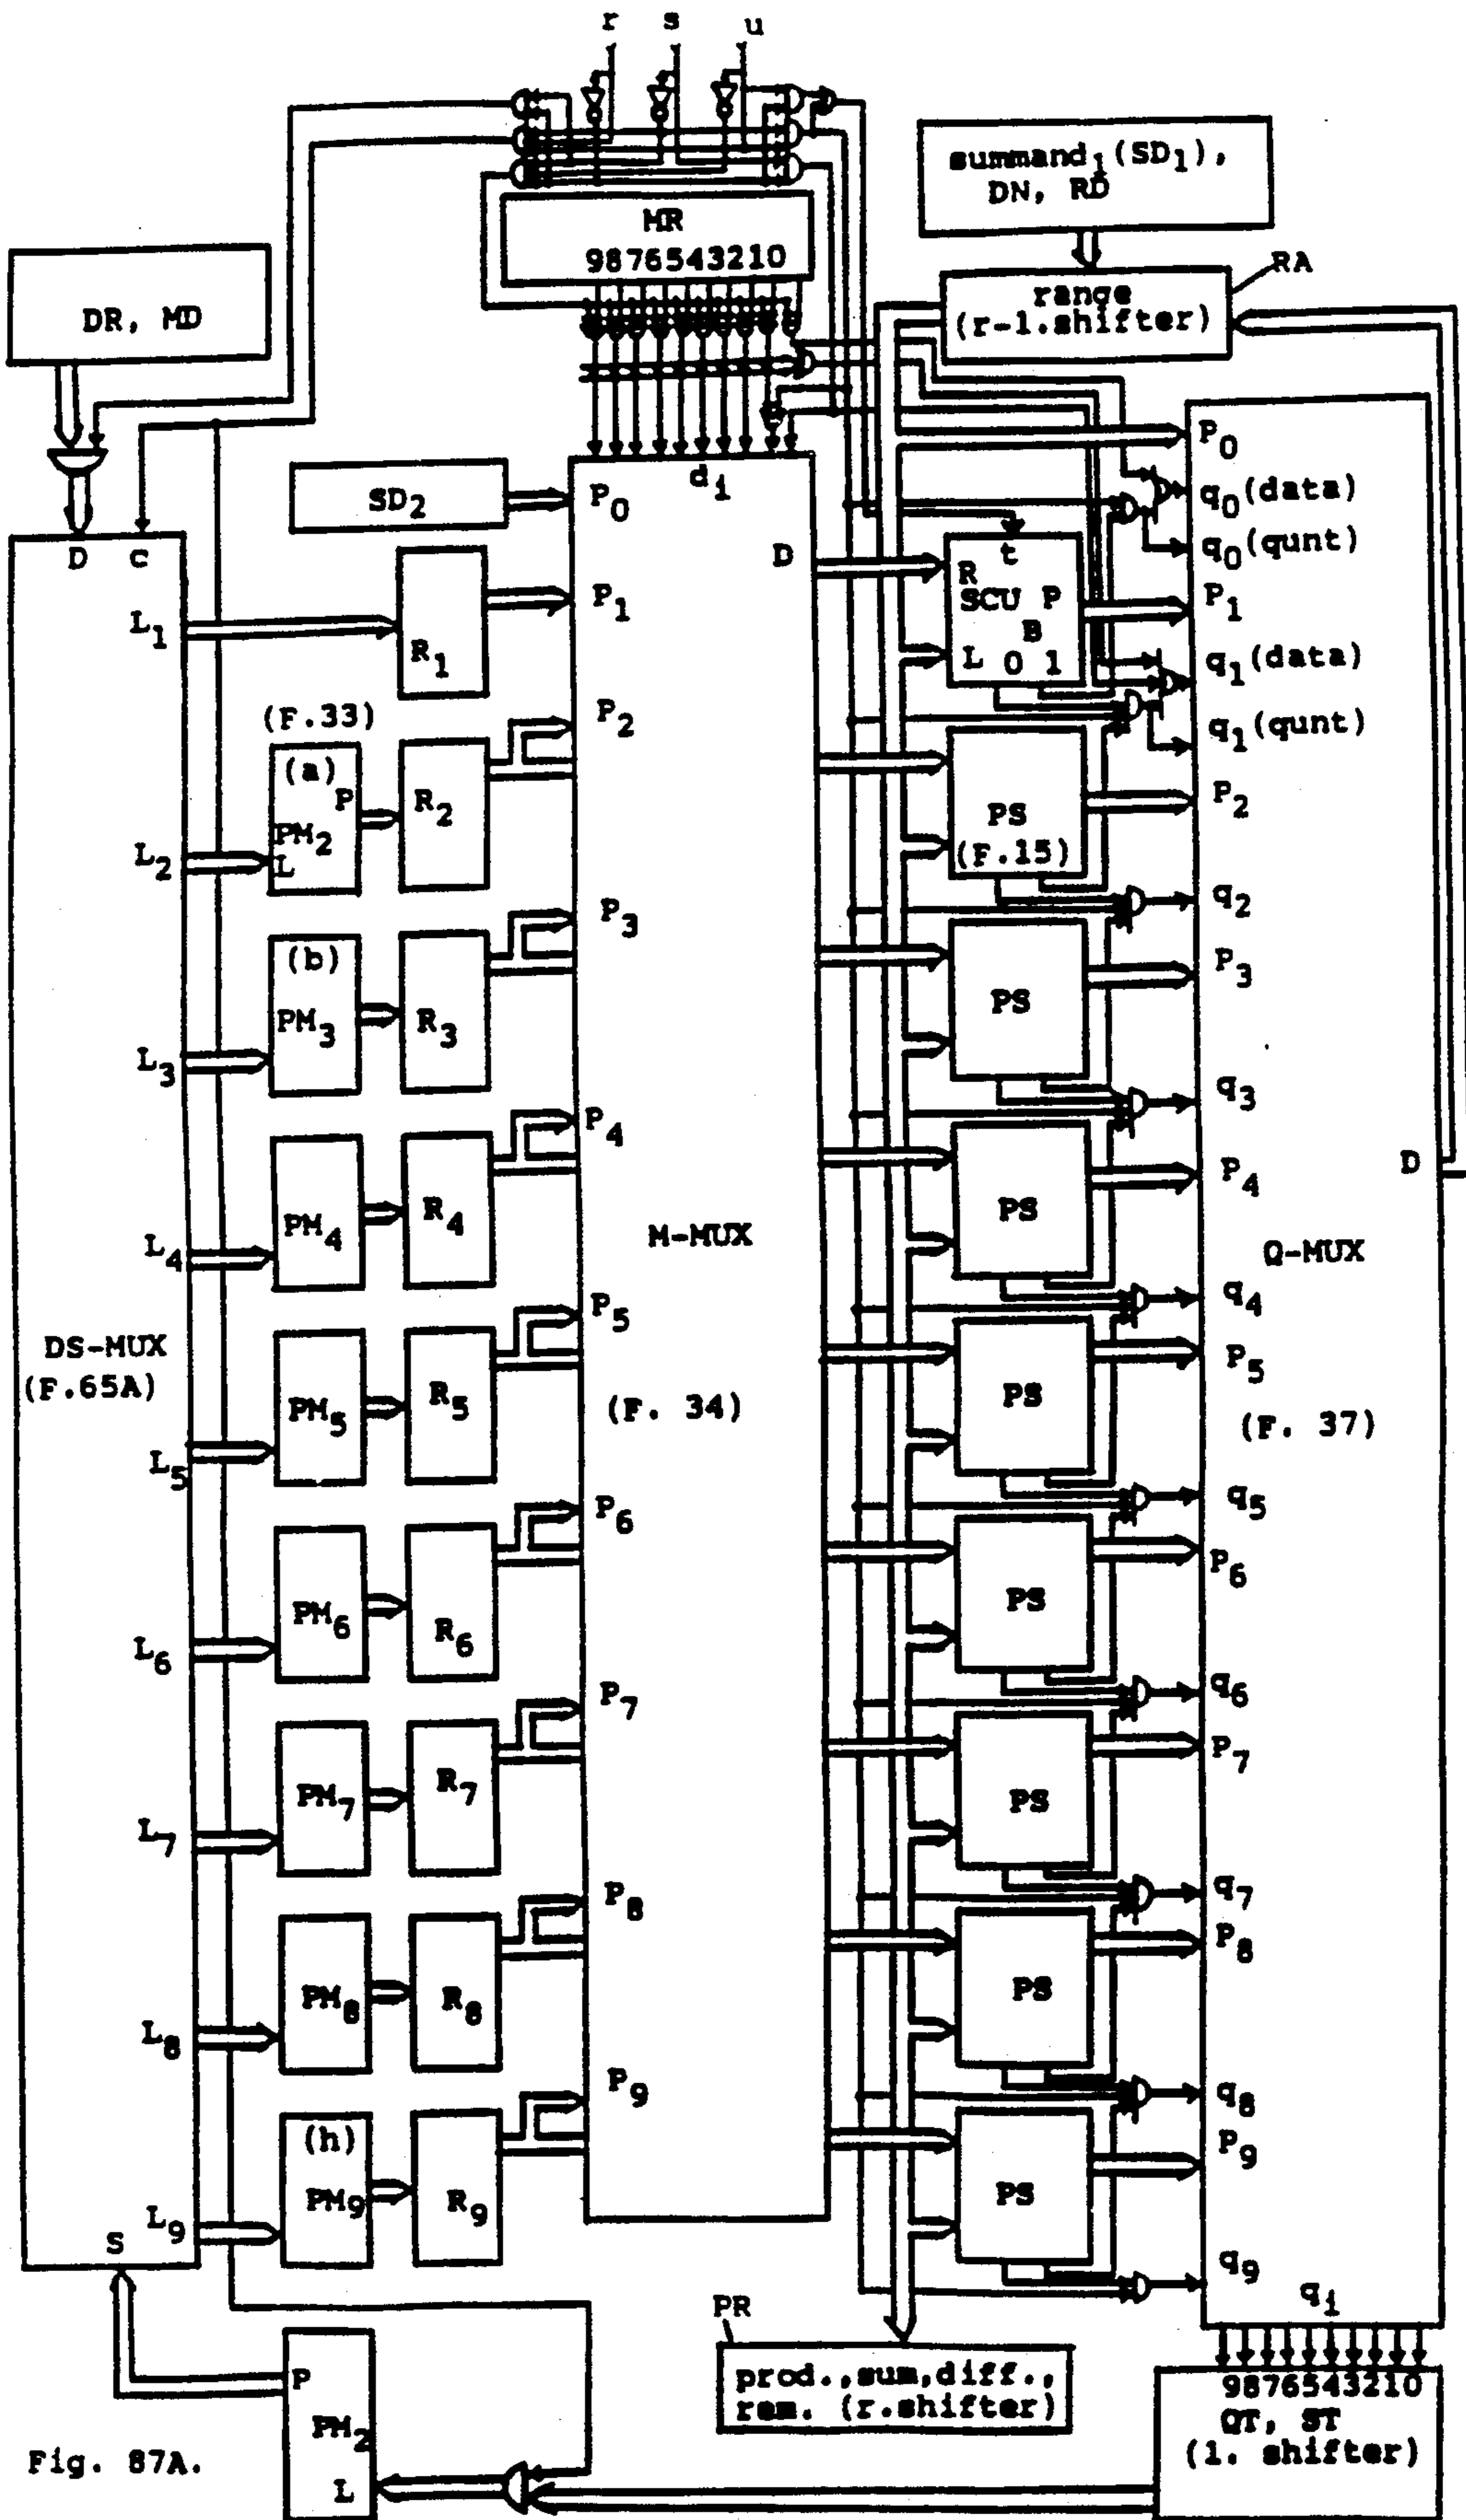 r s u
summand₁(SD₁),
DN, RD
MR
9876543210
RA
range
(r-1.shifter)
DR, MD
SD₂
P₀
dᵢ
P₀
q₀(data)
q₀(qunt)
D c
D
t
R
SCU P
B
L 0 1
L₁
R₁
P₁
P₁
q₁(data)
q₁(qunt)
(F.33)
(a)
P
PM₂
L
L₂
R₂
P₂
PS
(F.15)
P₂
q₂
L₃
(b)
PM₃
R₃
P₃
PS
P₃
q₃
L₄
PM₄
R₄
P₄
PS
P₄
D
M-MUX
Q-MUX
q₄
DS-MUX
(F.65A)
L₅
PM₅
R₅
P₅
(F. 34)
PS
P₅
(F. 37)
q₅
L₆
PM₆
R₆
P₆
PS
P₆
q₆
L₇
PM₇
R₇
P₇
PS
P₇
q₇
L₈
PM₈
R₈
P₈
PS
P₈
q₈
L₉
(h)
PM₉
R₉
P₉
PS
P₉
q₉
S
qᵢ
PR
prod.,sum,diff.,
rem. (r.shifter)
9876543210
QT, ST
(l. shifter)
P
PM₂
L
Fig. 87A.